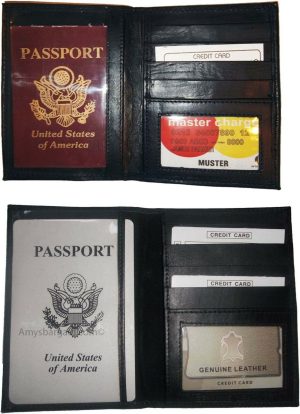 PASSPORT
United States
of America
CREDIT CARD
master charge
MUSTER
PASSPORT
Amysbarga
United States
of America
CREDIT CARD
CREDIT CARD
GENUINE LEATHER
CREDIT CARD